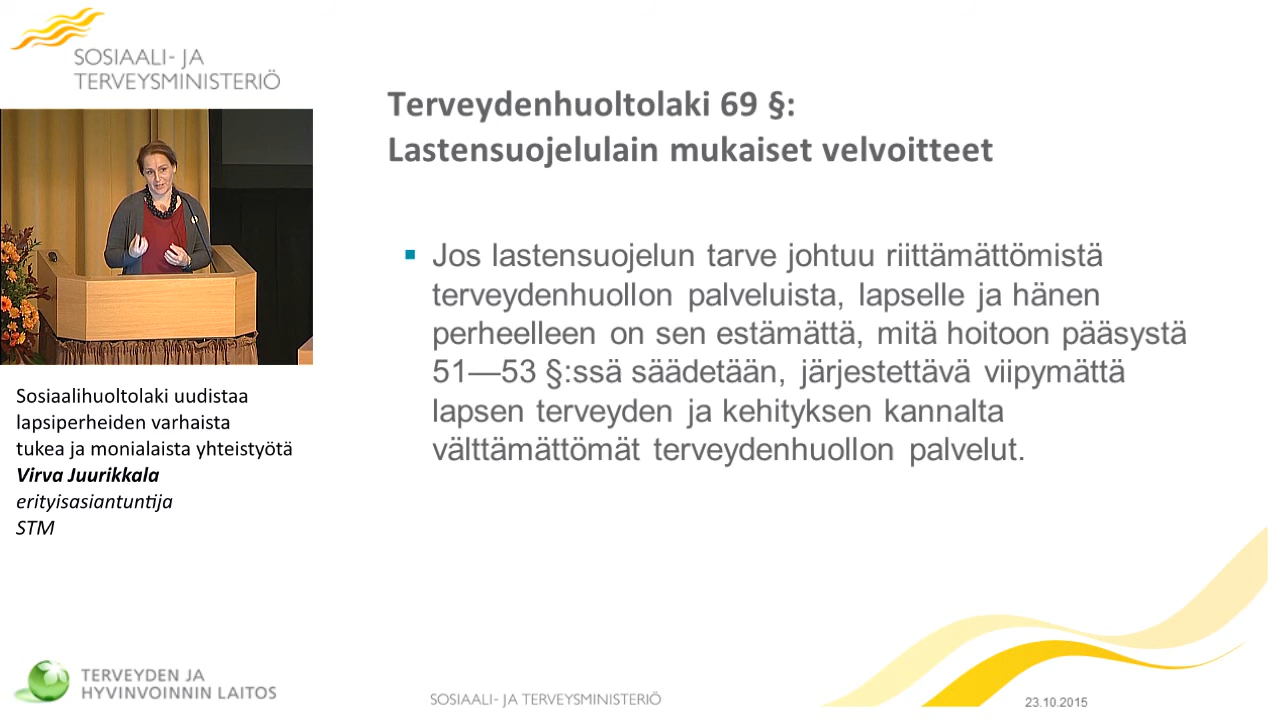 SOSIAALI- JA
TERVEYSMINISTERIÖ
Terveydenhuoltolaki 69 §:
Lastensuojelulain mukaiset velvoitteet
Jos lastensuojelun tarve johtuu riittämättömistä
terveydenhuollon palveluista, lapselle ja hänen
perheelleen on sen estämättä, mitä hoitoon pääsystä
51—53 §:ssä säädetään, järjestettävä viipymättä
lapsen terveyden ja kehityksen kannalta
välttämättömät terveydenhuollon palvelut.
Sosiaalihuoltolaki uudistaa
lapsiperheiden varhaista
tukea ja monialaista yhteistyötä
Virva Juurikkala
erityisasiantuntija
STM
TERVEYDEN JA
HYVINVOINNIN LAITOS
SOSIAALI- JA TERVEYSMINISTERIÖ
23.10.2015